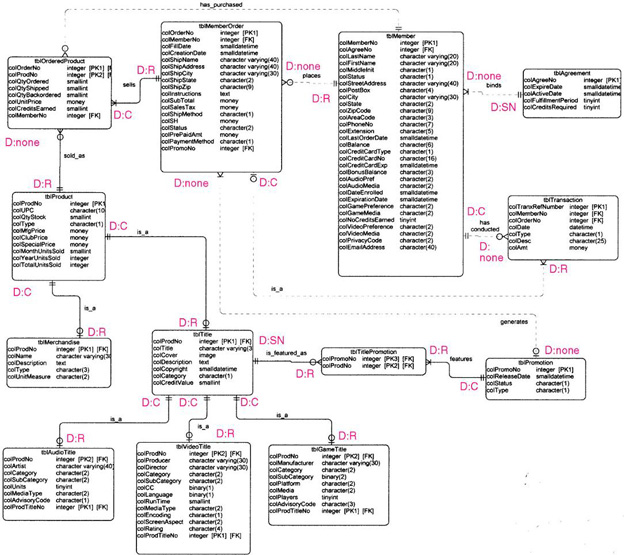 has_purchased
tblMemberOrder
colOrderNo integer [PK1]
colMemberNo integer [FK]
colFillDate smalldatetime
colCreationDate smalldatetime
colShipName character varying(40)
colShipAddress character varying(40)
colShipCity character varying(30)
colShipState character(2)
colShipZip character(9)
colInstructions text
colSubTotal money
colSalesTax money
colShipMethod character(1)
colSH money
colStatus character(2)
colPrePaidAmt money
colPaymentMethod character(1)
colPromoNo integer [FK]
tblMember
colMemberNo integer [PK1]
colAgreeNo integer [FK]
colLastName character varying(20)
colFirstName character varying(20)
colMiddleInit character(1)
colStatus character(1)
colStreetAddress character varying(40)
colPostBox character(4)
colCity character varying(30)
colState character(2)
colZipCode character(9)
colAreaCode character(3)
colPhoneNo character(7)
colExtension character(5)
colLastOrderDate smalldatetime
colBalance character(6)
colCreditCardType character(1)
colCreditCardNo character(16)
colCreditCardExp smalldatetime
colBonusBalance character(3)
colAudioPref character(2)
colAudioMedia character(2)
colDateEnrolled smalldatetime
colExpirationDate smalldatetime
colGamePreference character(2)
colGameMedia character(2)
colNoCreditsEarned tinyint
colVideoPreference character(2)
colVideoMedia character(2)
colPrivacyCode character(2)
colEmailAddress character(40)
tblOrderedProduct
colOrderNo integer [PK1]
colProdNo integer [PK2]
colQtyOrdered smallint
colQtyShipped smallint
colQtyBackordered smallint
colUnitPrice money
colCreditsEarned smallint
colMemberNo integer [FK]
D:R
sells
D:C
D:none
places
D:R
D:none
binds
D:SN
tblAgreement
colAgreeNo integer [PK1]
colExpireDate smalldatetime
colActiveDate smalldatetime
colFulfillmentPeriod tinyint
colCreditsRequired tinyint
D:none
sold_as
D:R
D:none
D:C
tblProduct
colProdNo integer [PK1]
colUPC character(10
colQtyStock smallint
colType character(1)
colMfgPrice money
colClubPrice money
colSpecialPrice money
colMonthUnitsSold smallint
colYearUnitsSold integer
colTotalUnitsSold integer
D:C
is_a
D:C
has
conducted
D:
none
tblTransaction
colTranxRefNumber integer [PK1]
colMemberNo integer [FK]
colOrderNo integer [FK]
colDate datetime
colType character(1)
colDesc character(25)
colAmt money
D:R
D:C
is_a
is_a
generates
D:R
tblMerchandise
colProdNo integer [PK1] [FK]
colName character varying(3
colDescription text
colType character(3)
colUnitMeasure character(2)
D:R
tblTitle
colProdNo integer [PK1] [FK]
colTitle character varying(3
colCover image
colDescription text
colCopyright smalldatetime
colCategory character(1)
colCreditValue smallint
D:SN
is_featured_as
D:R
tblTitlePromotion
colPromoNo integer [PK3] [FK]
colProdNo integer [PK2] [FK]
D:R
features
D:C
D:none
tblPromotion
colPromoNo integer [PK1]
colReleaseDate smalldatetime
colStatus character(1)
colType character(1)
D:C D:C D:C
is_a
is_a
is_a
D:R
D:R
D:R
tblAudioTitle
colProdNo integer [PK2] [FK]
colArtist character varying(40)
colCategory character(2)
colSubCategory character(2)
colUnits tinyint
colMediaType character(2)
colAdvisoryCode character(1)
colProdTitleNo integer [PK1] [FK]
tblVideoTitle
colProdNo integer [PK2] [FK]
colProducer character varying(30)
colDirector character varying(30)
colCategory character(2)
colSubCategory character(2)
colCC binary(1)
colLanguage binary(1)
colRunTime smallint
colMediaType character(2)
colEncoding character(1)
colScreenAspect character(2)
colRating character(4)
colProdTitleNo integer [PK1] [FK]
tblGameTitle
colProdNo integer [PK2] [FK]
colManufacturer character varying(30)
colCategory character(2)
colSubCategory binary(2)
colPlatform character(2)
colMedia character(2)
colPlayers tinyint
colAdvisoryCode character(3)
colProdTitleNo integer [PK1] [FK]